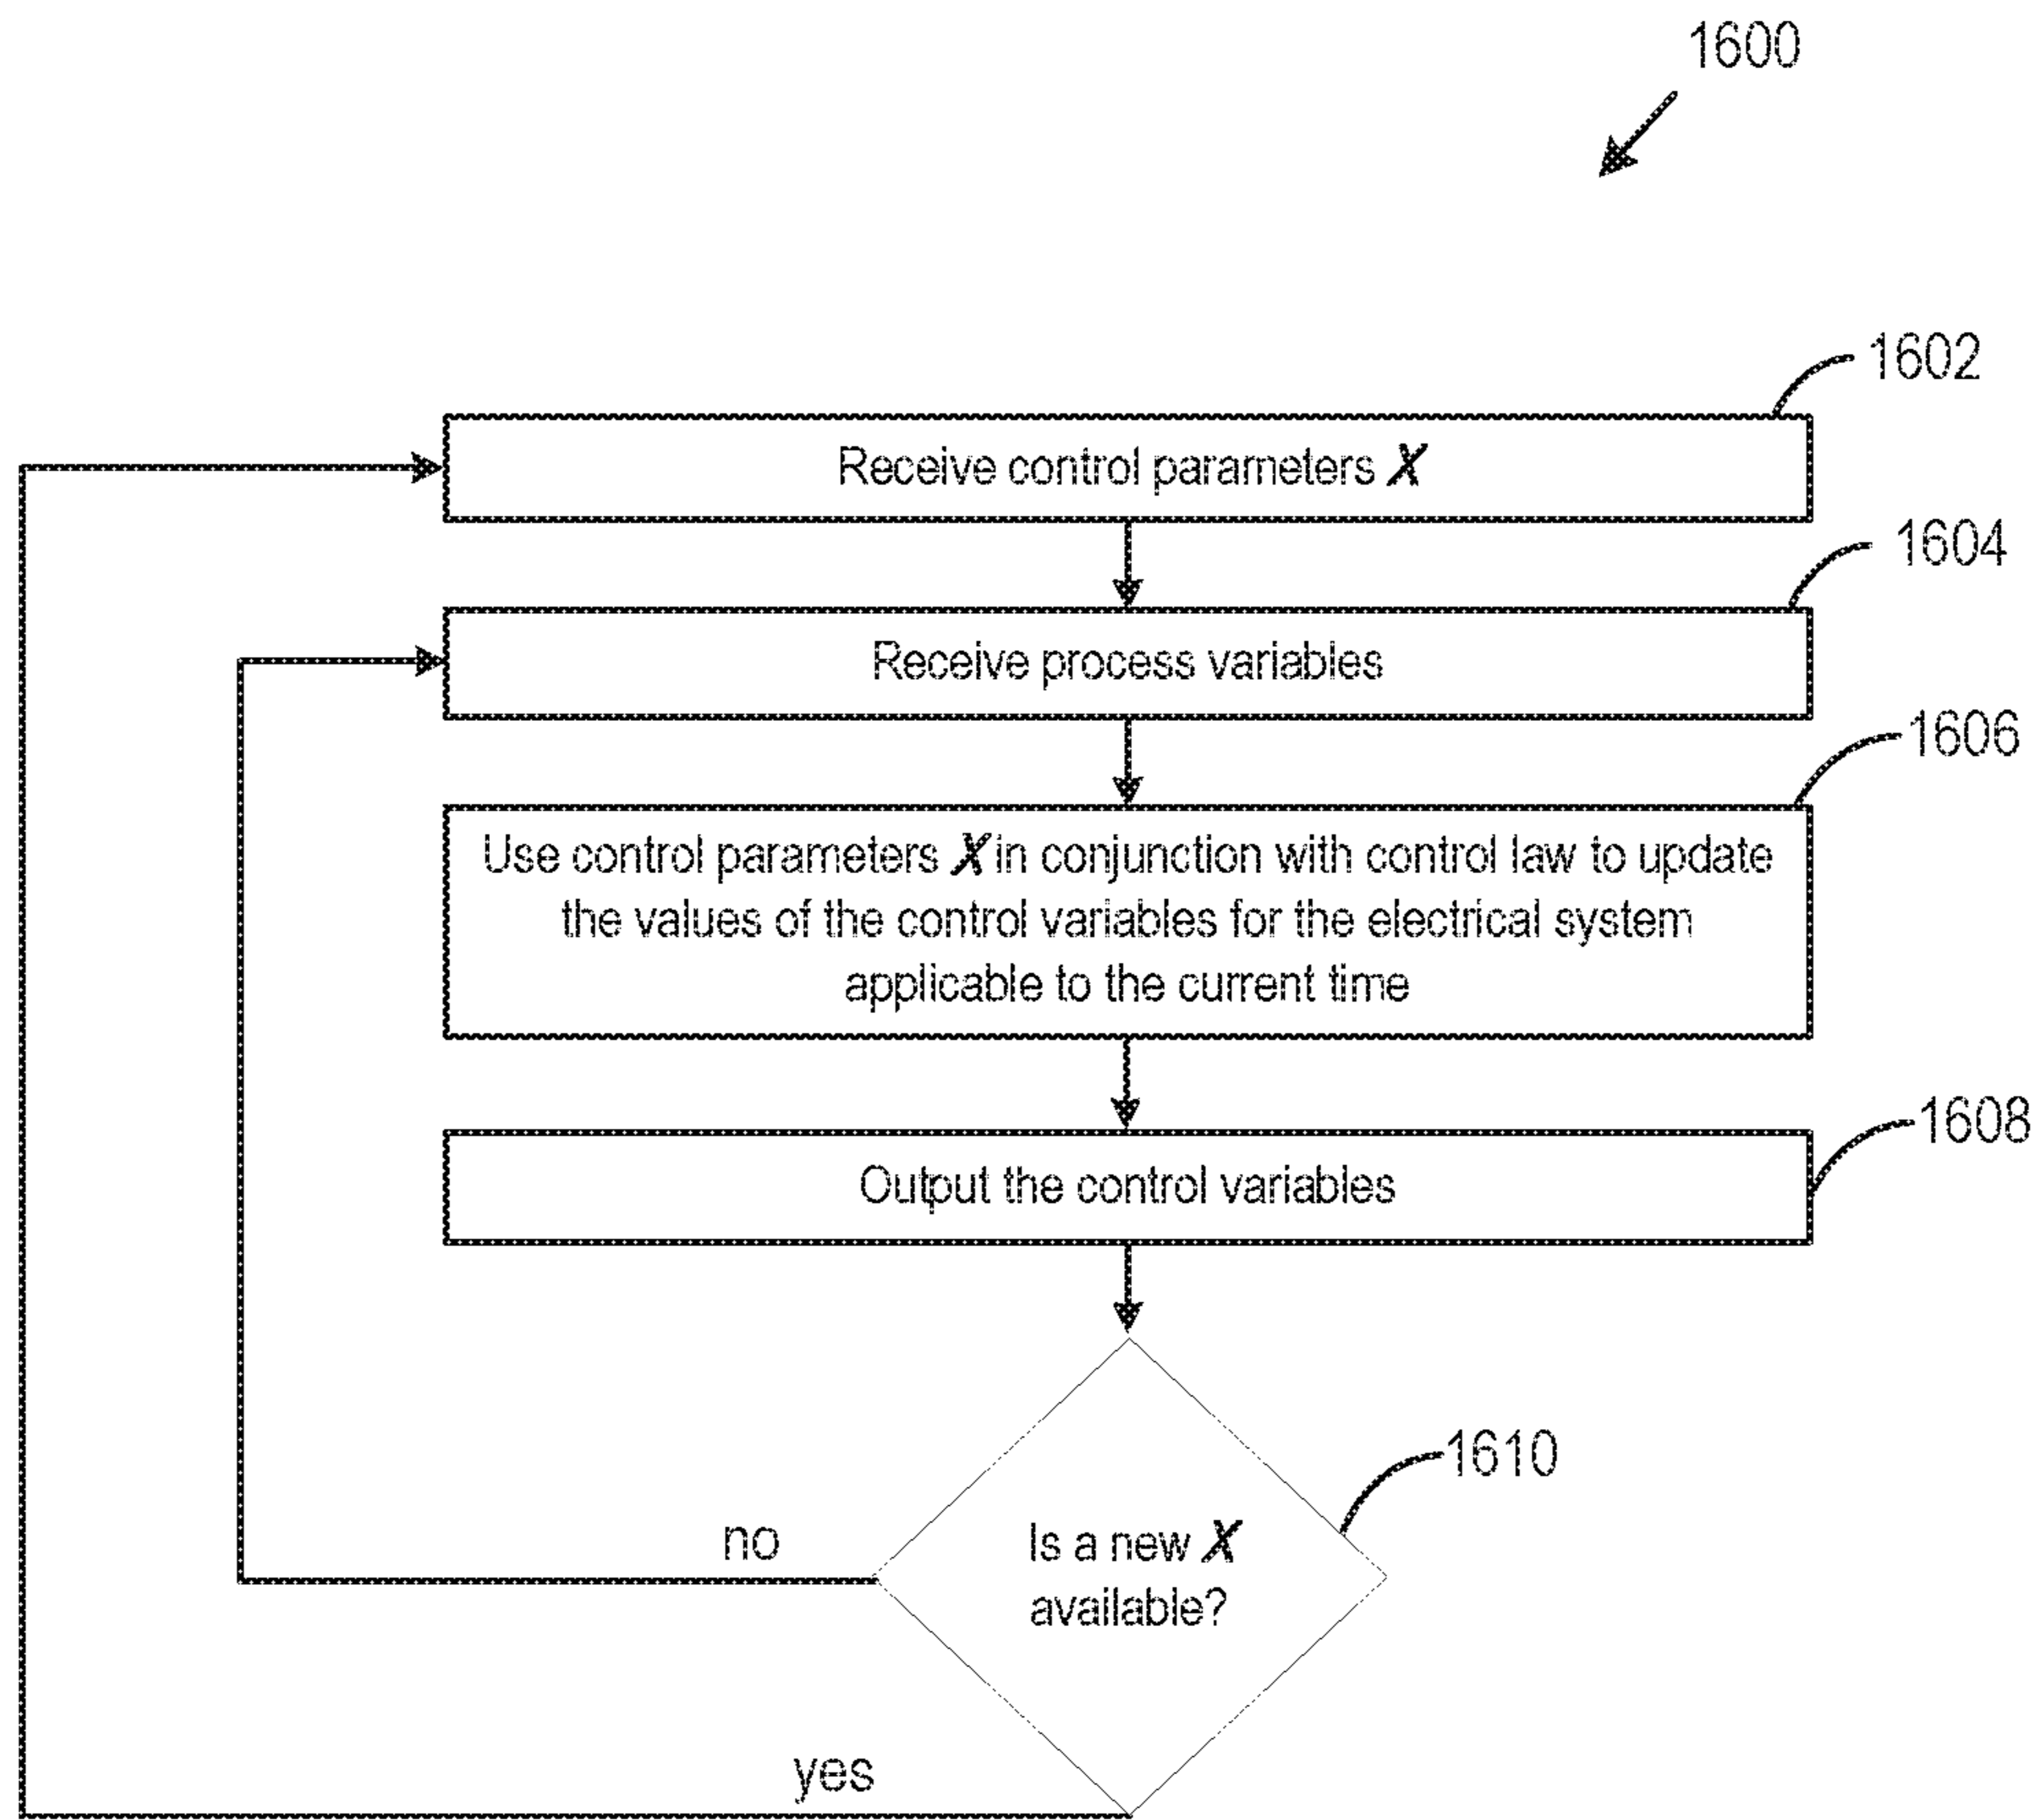 1600
1602
Receive control parameters X
1604
Receive process variables
1606
Use control parameters X in conjunction with control law to update
the values of the control variables for the electrical system
applicable to the current time
1608
Output the control variables
1610
Is a new X
available?
no
yes